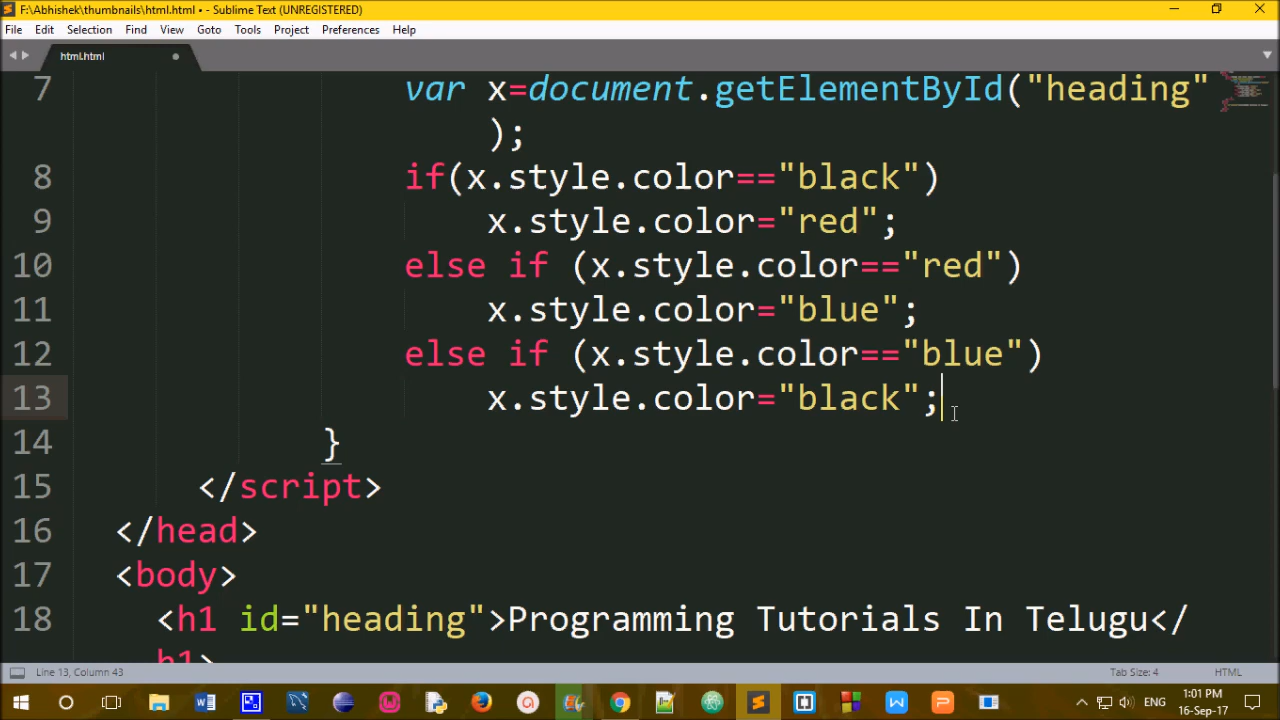 F:\Abhishek\thumbnails\html.html • - Sublime Text (UNREGISTERED)
File Edit Selection Find View Goto Tools Project Preferences Help
html.html
7 var x=document.getElementById("heading"
);
8 if(x.style.color=="black")
9 x.style.color="red";
10 else if (x.style.color=="red")
11 x.style.color="blue";
12 else if (x.style.color=="blue")
13 x.style.color="black";
14 }
15 </script>
16 </head>
17 <body>
18 <h1 id="heading">Programming Tutorials In Telugu</
h1>
Line 13, Column 43 Tab Size: 4 HTML
ENG 1:01 PM
16-Sep-17